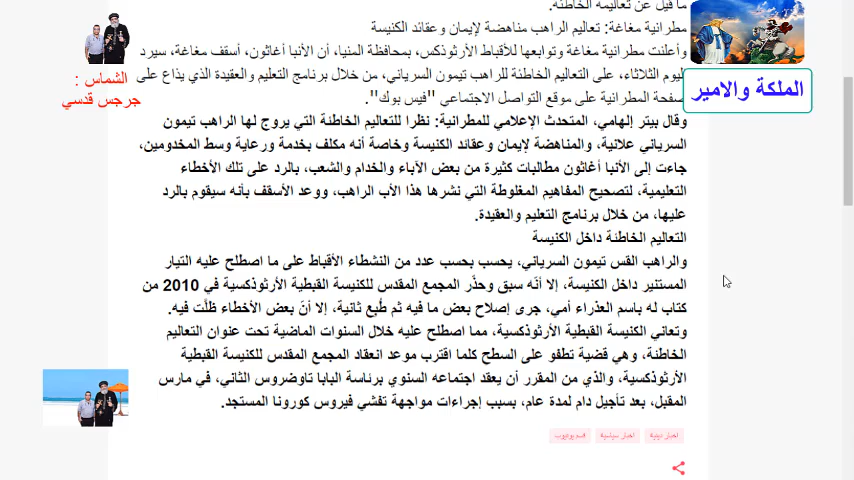 ما قيل عن تعاليمه الخاطئة.
مطرانية مغاغة: تعاليم الراهب مناهضة لإيمان وعقائد الكنيسة
وأعلنت مطرانية مغاغة وتوابعها للأقباط الأرثوذكس، بمحافظة المنيا، أن الأنبا أغاثون، أسقف مغاغة، سيرد
اليوم الثلاثاء، على التعاليم الخاطئة للراهب تيمون السرياني، من خلال برنامج التعليم والعقيدة الذي يذاع على
صفحة المطرانية على موقع التواصل الاجتماعى "فيس بوك".
وقال بيتر إلهامي، المتحدث الإعلامي للمطرانية: نظرا للتعاليم الخاطئة التي يروج لها الراهب تيمون
السرياني علانية، والمناهضة لإيمان وعقائد الكنيسة وخاصة أنه مكلف بخدمة ورعاية وسط المخدومين،
جاءت إلى الأنبا أغاثون مطالبات كثيرة من بعض الآباء والخدام والشعب، بالرد على تلك الأخطاء
التعليمية، لتصحيح المفاهيم المغلوطة التي نشرها هذا الأب الراهب، ووعد الأسقف بأنه سيقوم بالرد
عليها، من خلال برنامج التعليم والعقيدة.
التعاليم الخاطئة داخل الكنيسة
والراهب القس تيمون السرياني، يحسب بحسب عدد من النشطاء الأقباط على ما اصطلح عليه التيار
المستنير داخل الكنيسة، إلا أنّه سبق وحذّر المجمع المقدس للكنيسة القبطية الأرثوذكسية في 2010 من
كتاب له باسم العذراء أمي، جرى إصلاح بعض ما فيه ثم طُبع ثانية، إلا أنّ بعض الأخطاء ظلَّت فيه.
وتعاني الكنيسة القبطية الأرثوذكسية، مما اصطلح عليه خلال السنوات الماضية تحت عنوان التعاليم
الخاطئة، وهي قضية تطفو على السطح كلما اقترب موعد انعقاد المجمع المقدس للكنيسة القبطية
الأرثوذكسية، والذي من المقرر أن يعقد اجتماعه السنوي برئاسة البابا تاوضروس الثاني، في مارس
المقبل، بعد تأجيل دام لمدة عام، بسبب إجراءات مواجهة تفشي فيروس كورونا المستجد.
اخبار دينية
اخبار سياسية
قسم يوتيوب
الملكة والامير
الشماس :
جرجس قدسي